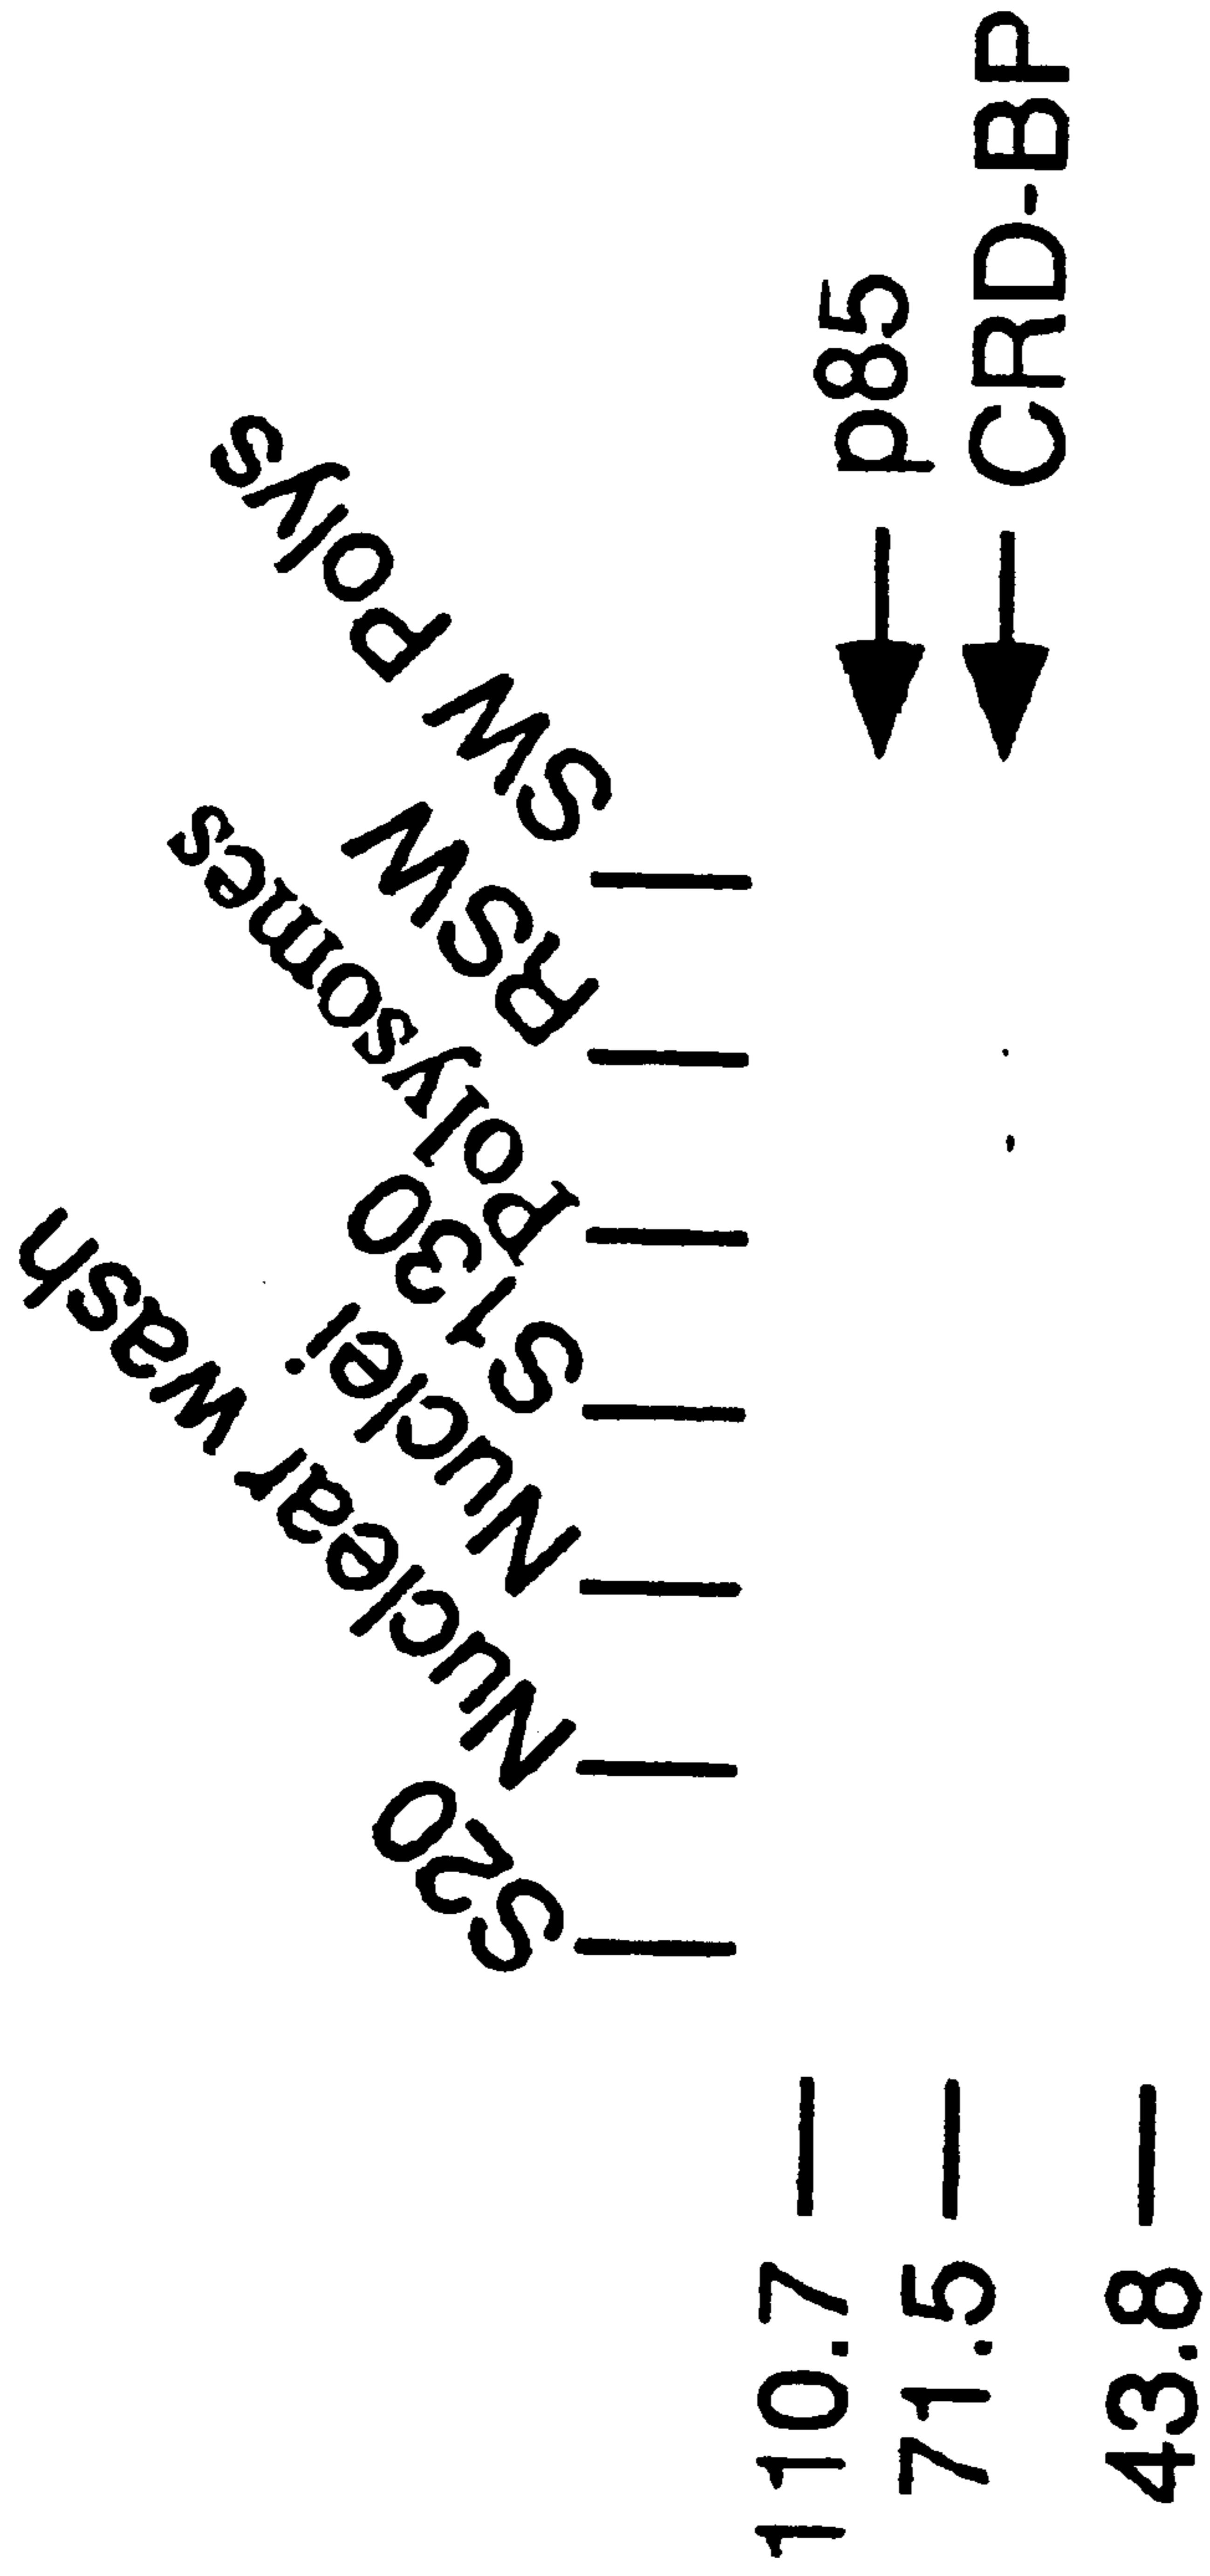 S20
Nuclear wash
Nuclei
S130
Polysomes
RSW
SW Polys
110.7
71.5
43.8
p85
CRD-BP